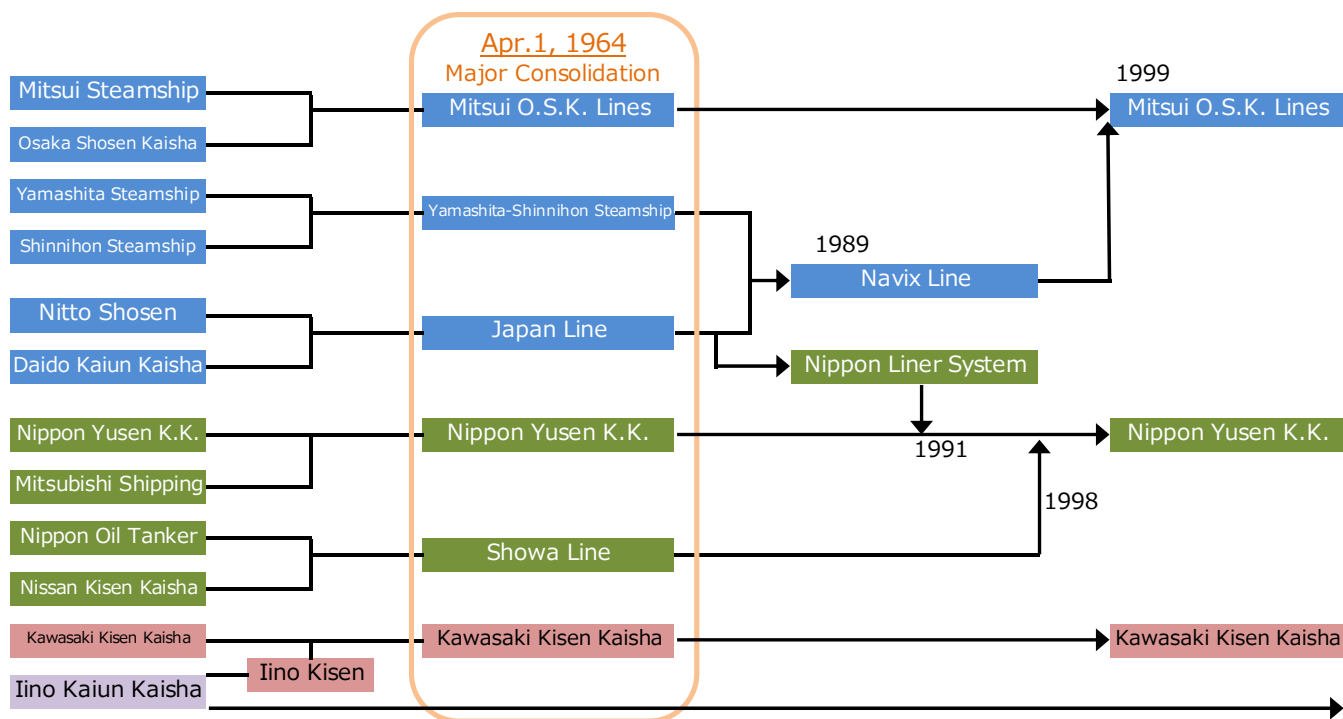 Apr.1, 1964
Major Consolidation
1999
Mitsui Steamship
Mitsui O.S.K. Lines
Mitsui O.S.K. Lines
Osaka Shosen Kaisha
Yamashita Steamship
Yamashita-Shinnihon Steamship
Shinnihon Steamship
1989
Navix Line
Nitto Shosen
Japan Line
Daido Kaiun Kaisha
Nippon Liner System
Nippon Yusen K.K.
Nippon Yusen K.K.
Nippon Yusen K.K.
1991
Mitsubishi Shipping
1998
Nippon Oil Tanker
Showa Line
Nissan Kisen Kaisha
Kawasaki Kisen Kaisha
Kawasaki Kisen Kaisha
Kawasaki Kisen Kaisha
Iino Kisen
Iino Kaiun Kaisha